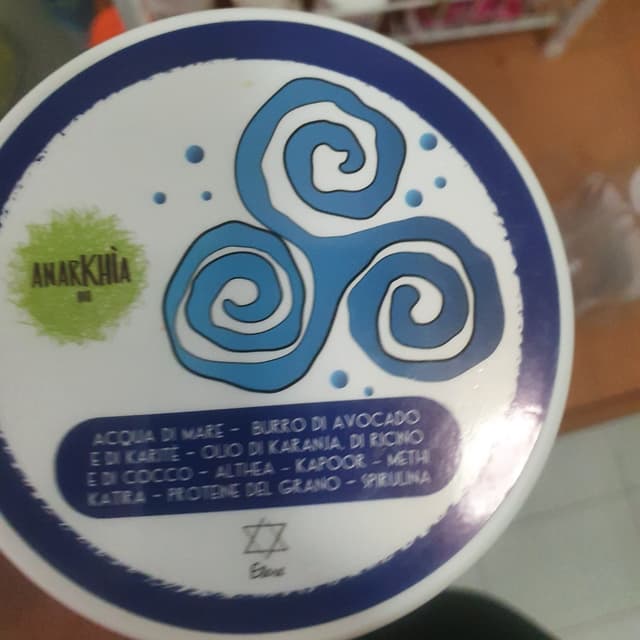 ANARKHÌA
BIO
ACQUA DI MARE - BURRO DI AVOCADO
E DI KARITÈ - OLIO DI KARANJA, DI RICINO
E DI COCCO - ALTHEA - KAPOOR - METHI
KATIRA - PROTEINE DEL GRANO - SPIRULINA